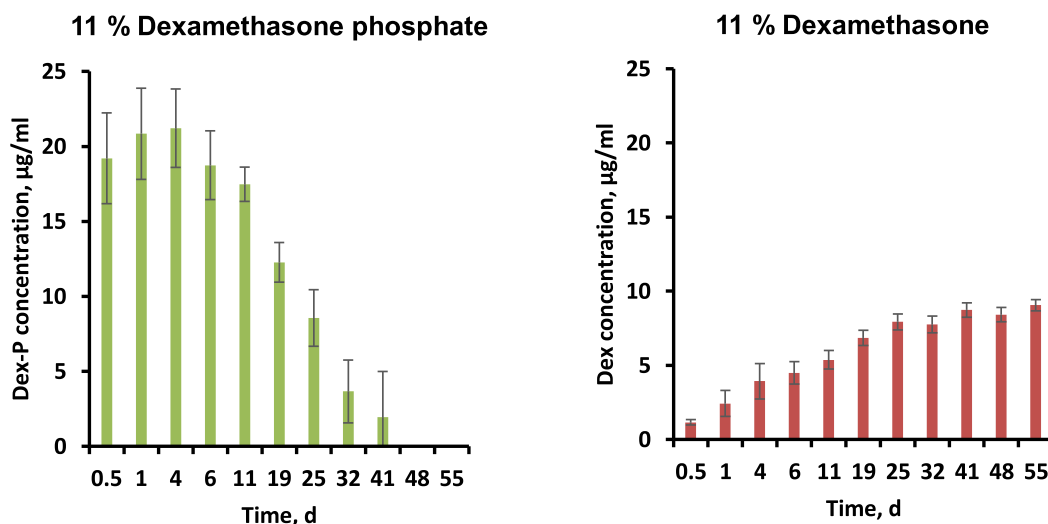 11 % Dexamethasone phosphate
Dex-P concentration, µg/ml
25
20
15
10
5
0
0.5 1 4 6 11 19 25 32 41 48 55
Time, d
11 % Dexamethasone
Dex concentration, µg/ml
25
20
15
10
5
0
0.5 1 4 6 11 19 25 32 41 48 55
Time, d